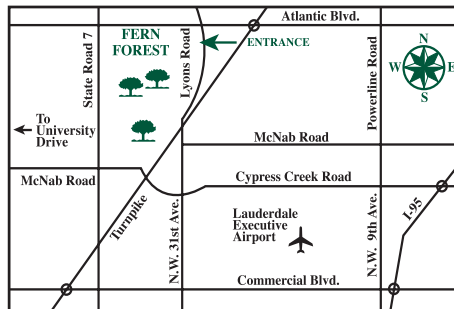 Atlantic Blvd.
FERN
FOREST
ENTRANCE
State Road 7
Lyons Road
Powerline Road
N
W
E
S
To
University
Drive
McNab Road
McNab Road
Cypress Creek Road
Turnpike
N.W. 31st Ave.
Lauderdale
Executive
Airport
N.W. 9th Ave.
I-95
Commercial Blvd.